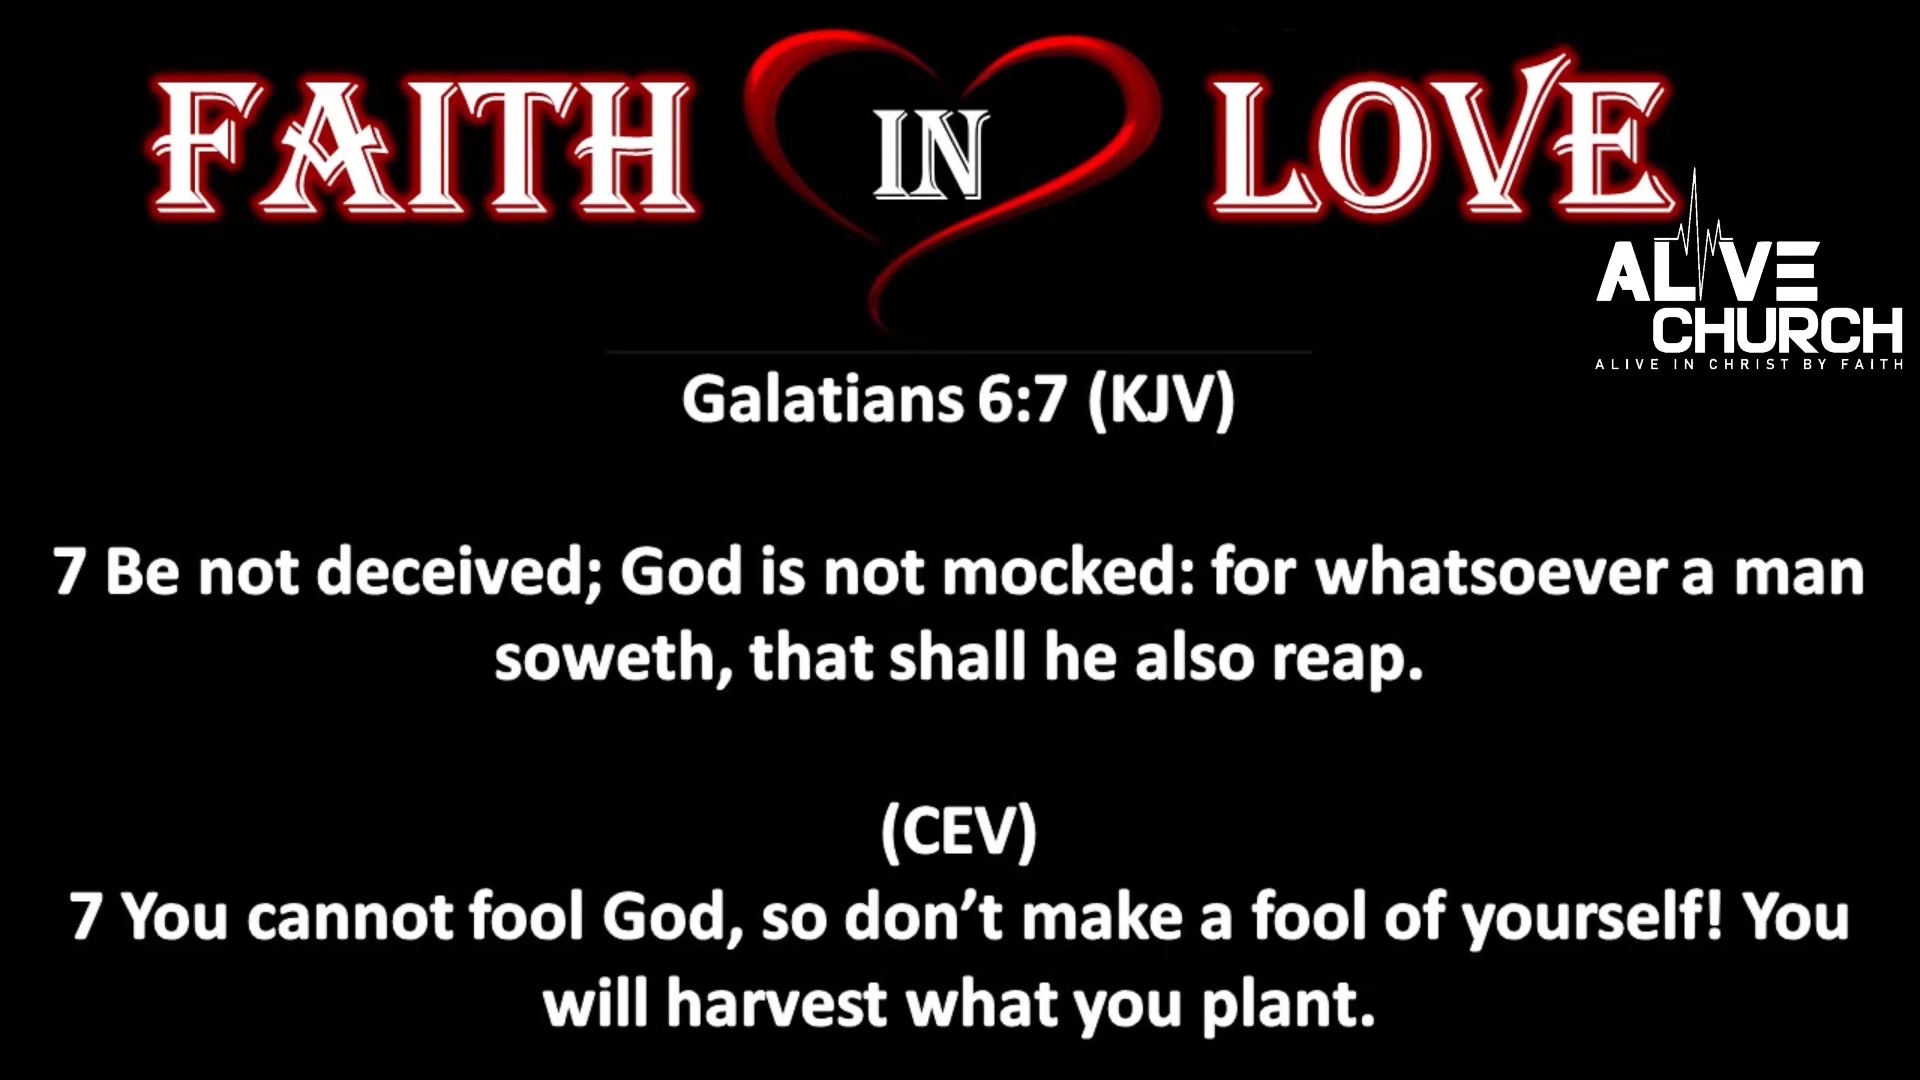 FAITH IN LOVE
ALIVE
CHURCH
ALIVE IN CHRIST BY FAITH
Galatians 6:7 (KJV)
7 Be not deceived; God is not mocked: for whatsoever a man
soweth, that shall he also reap.
(CEV)
7 You cannot fool God, so don’t make a fool of yourself! You
will harvest what you plant.